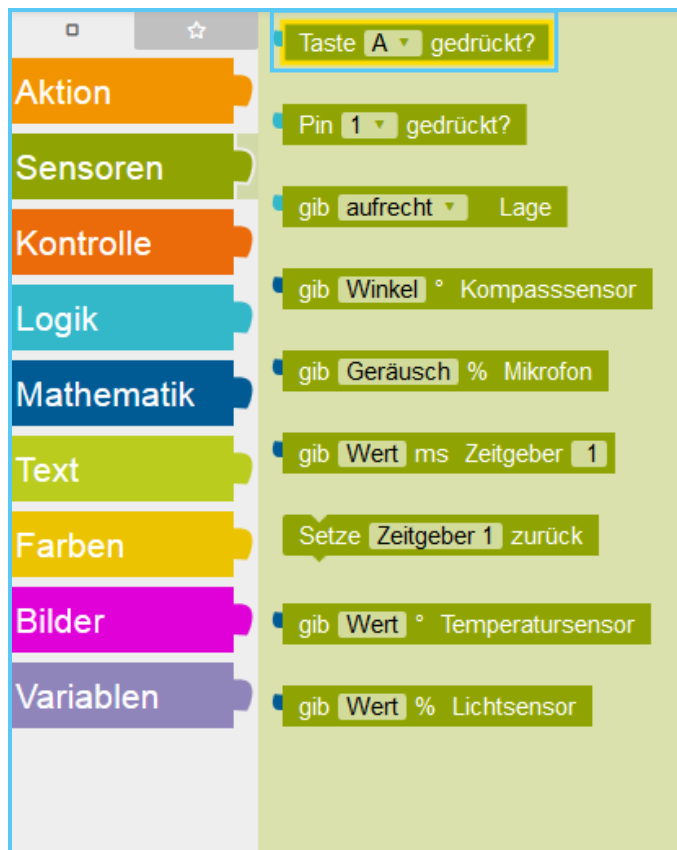 Aktion
Sensoren
Kontrolle
Logik
Mathematik
Text
Farben
Bilder
Variablen
Taste A gedrückt?
Pin 1 gedrückt?
gib aufrecht Lage
gib Winkel ° Kompasssensor
gib Geräusch % Mikrofon
gib Wert ms Zeitgeber 1
Setze Zeitgeber 1 zurück
gib Wert ° Temperatursensor
gib Wert % Lichtsensor